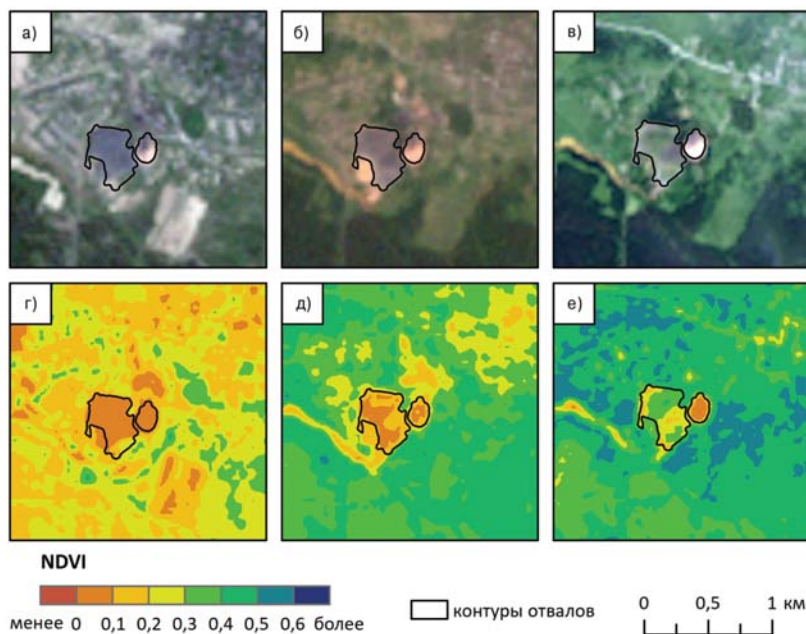 а)
б)
в)
г)
д)
е)
NDVI
менее 0 0,1 0,2 0,3 0,4 0,5 0,6 более
контуры отвалов
0 0,5 1 км